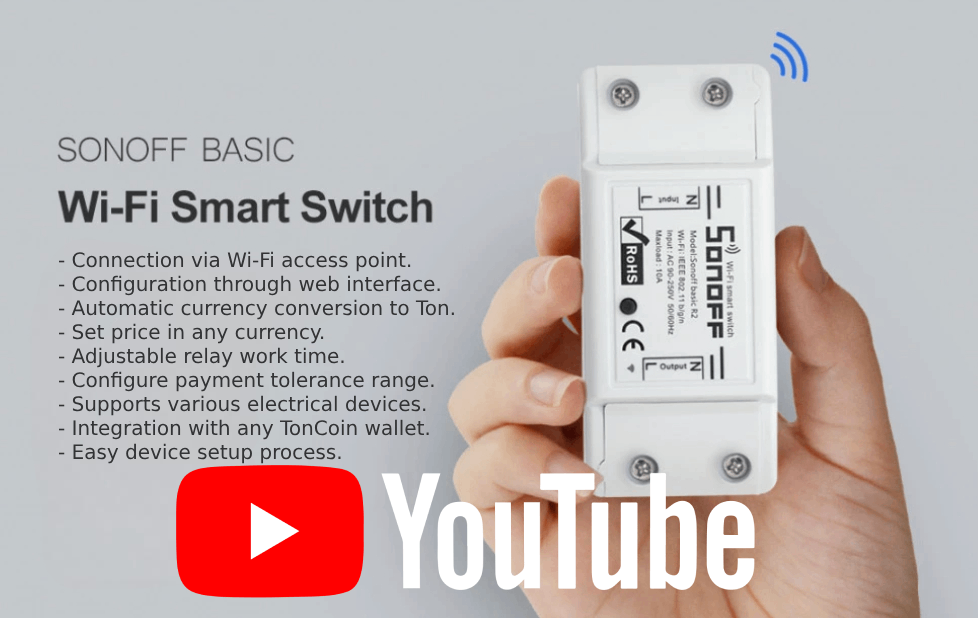 SONOFF BASIC
Wi-Fi Smart Switch
- Connection via Wi-Fi access point.
- Configuration through web interface.
- Automatic currency conversion to Ton.
- Set price in any currency.
- Adjustable relay work time.
- Configure payment tolerance range.
- Supports various electrical devices.
- Integration with any TonCoin wallet.
- Easy device setup process.
YouTube
N Input L
Wi-Fi smart switch
SONOFF
Model:Sonoff basic R2
Wi-Fi: IEEE 802.11 b/g/n
Input : AC 90-250V 50/60Hz
Maxload : 10A
RoHS
CE
L Output N